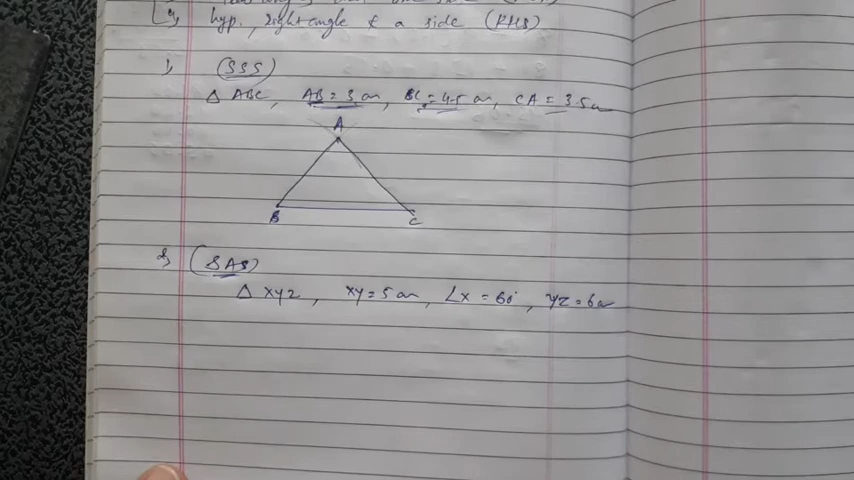 hyp., right angle & a side (RHS)
1, (SSS)
Δ ABC, AB = 3 cm, BC = 4.5 cm, CA = 3.5 cm
A
B C
2, (SAS)
Δ XYZ, XY = 5 cm, ∠X = 60°, YZ = 6 cm